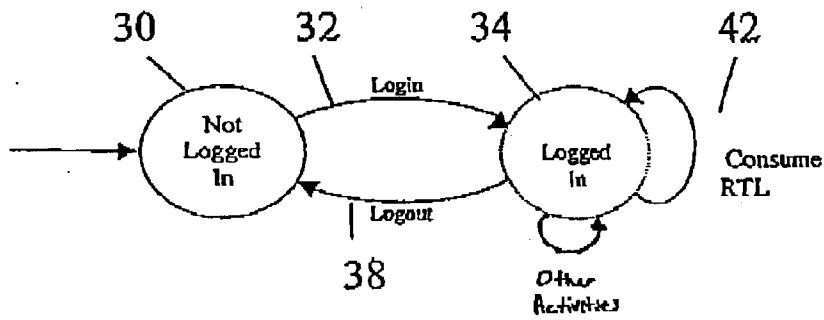 30
32
34
42
Login
Not
Logged
In
Logged
In
Consume
RTL
Logout
38
Other
Activities